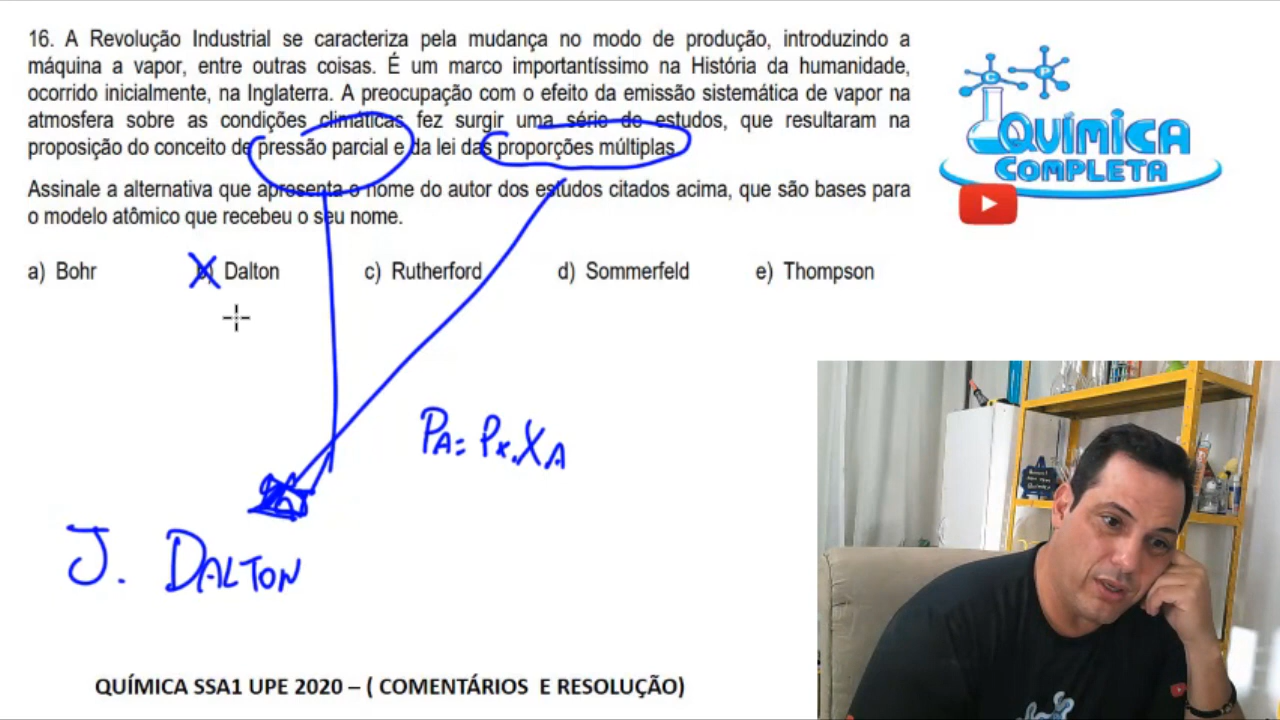 16. A Revolução Industrial se caracteriza pela mudança no modo de produção, introduzindo a
máquina a vapor, entre outras coisas. É um marco importantíssimo na História da humanidade,
ocorrido inicialmente, na Inglaterra. A preocupação com o efeito da emissão sistemática de vapor na
atmosfera sobre as condições climáticas fez surgir uma série de estudos, que resultaram na
proposição do conceito de pressão parcial e da lei das proporções múltiplas.
Assinale a alternativa que apresenta o nome do autor dos estudos citados acima, que são bases para
o modelo atômico que recebeu o seu nome.
a) Bohr b) Dalton c) Rutherford d) Sommerfeld e) Thompson
C P
QUÍMICA
COMPLETA
PA = Px.XA
J. DALTON
QUÍMICA SSA1 UPE 2020 – ( COMENTÁRIOS E RESOLUÇÃO)